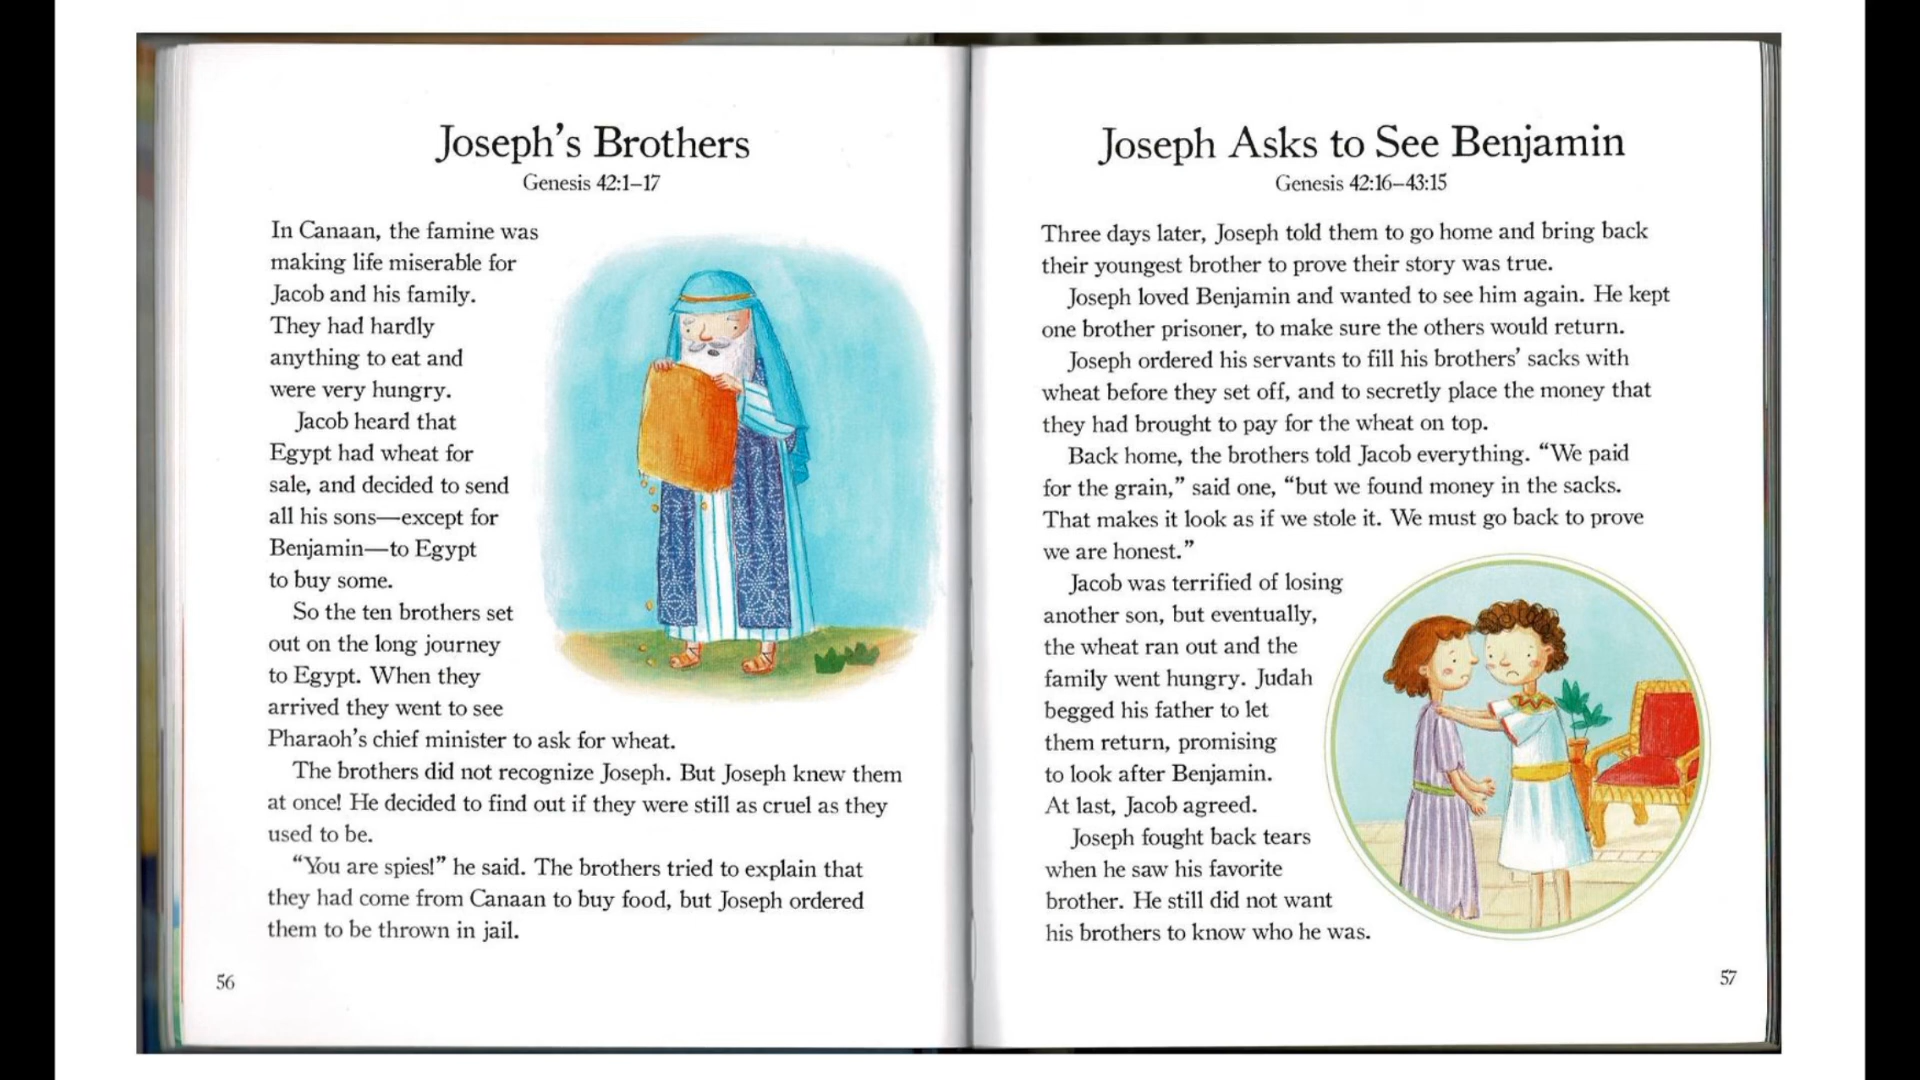 Joseph's Brothers
Genesis 42:1–17
In Canaan, the famine was
making life miserable for
Jacob and his family.
They had hardly
anything to eat and
were very hungry.
Jacob heard that
Egypt had wheat for
sale, and decided to send
all his sons—except for
Benjamin—to Egypt
to buy some.
So the ten brothers set
out on the long journey
to Egypt. When they
arrived they went to see
Pharaoh's chief minister to ask for wheat.
The brothers did not recognize Joseph. But Joseph knew them
at once! He decided to find out if they were still as cruel as they
used to be.
“You are spies!” he said. The brothers tried to explain that
they had come from Canaan to buy food, but Joseph ordered
them to be thrown in jail.
56
Joseph Asks to See Benjamin
Genesis 42:16–43:15
Three days later, Joseph told them to go home and bring back
their youngest brother to prove their story was true.
Joseph loved Benjamin and wanted to see him again. He kept
one brother prisoner, to make sure the others would return.
Joseph ordered his servants to fill his brothers’ sacks with
wheat before they set off, and to secretly place the money that
they had brought to pay for the wheat on top.
Back home, the brothers told Jacob everything. “We paid
for the grain,” said one, “but we found money in the sacks.
That makes it look as if we stole it. We must go back to prove
we are honest.”
Jacob was terrified of losing
another son, but eventually,
the wheat ran out and the
family went hungry. Judah
begged his father to let
them return, promising
to look after Benjamin.
At last, Jacob agreed.
Joseph fought back tears
when he saw his favorite
brother. He still did not want
his brothers to know who he was.
57